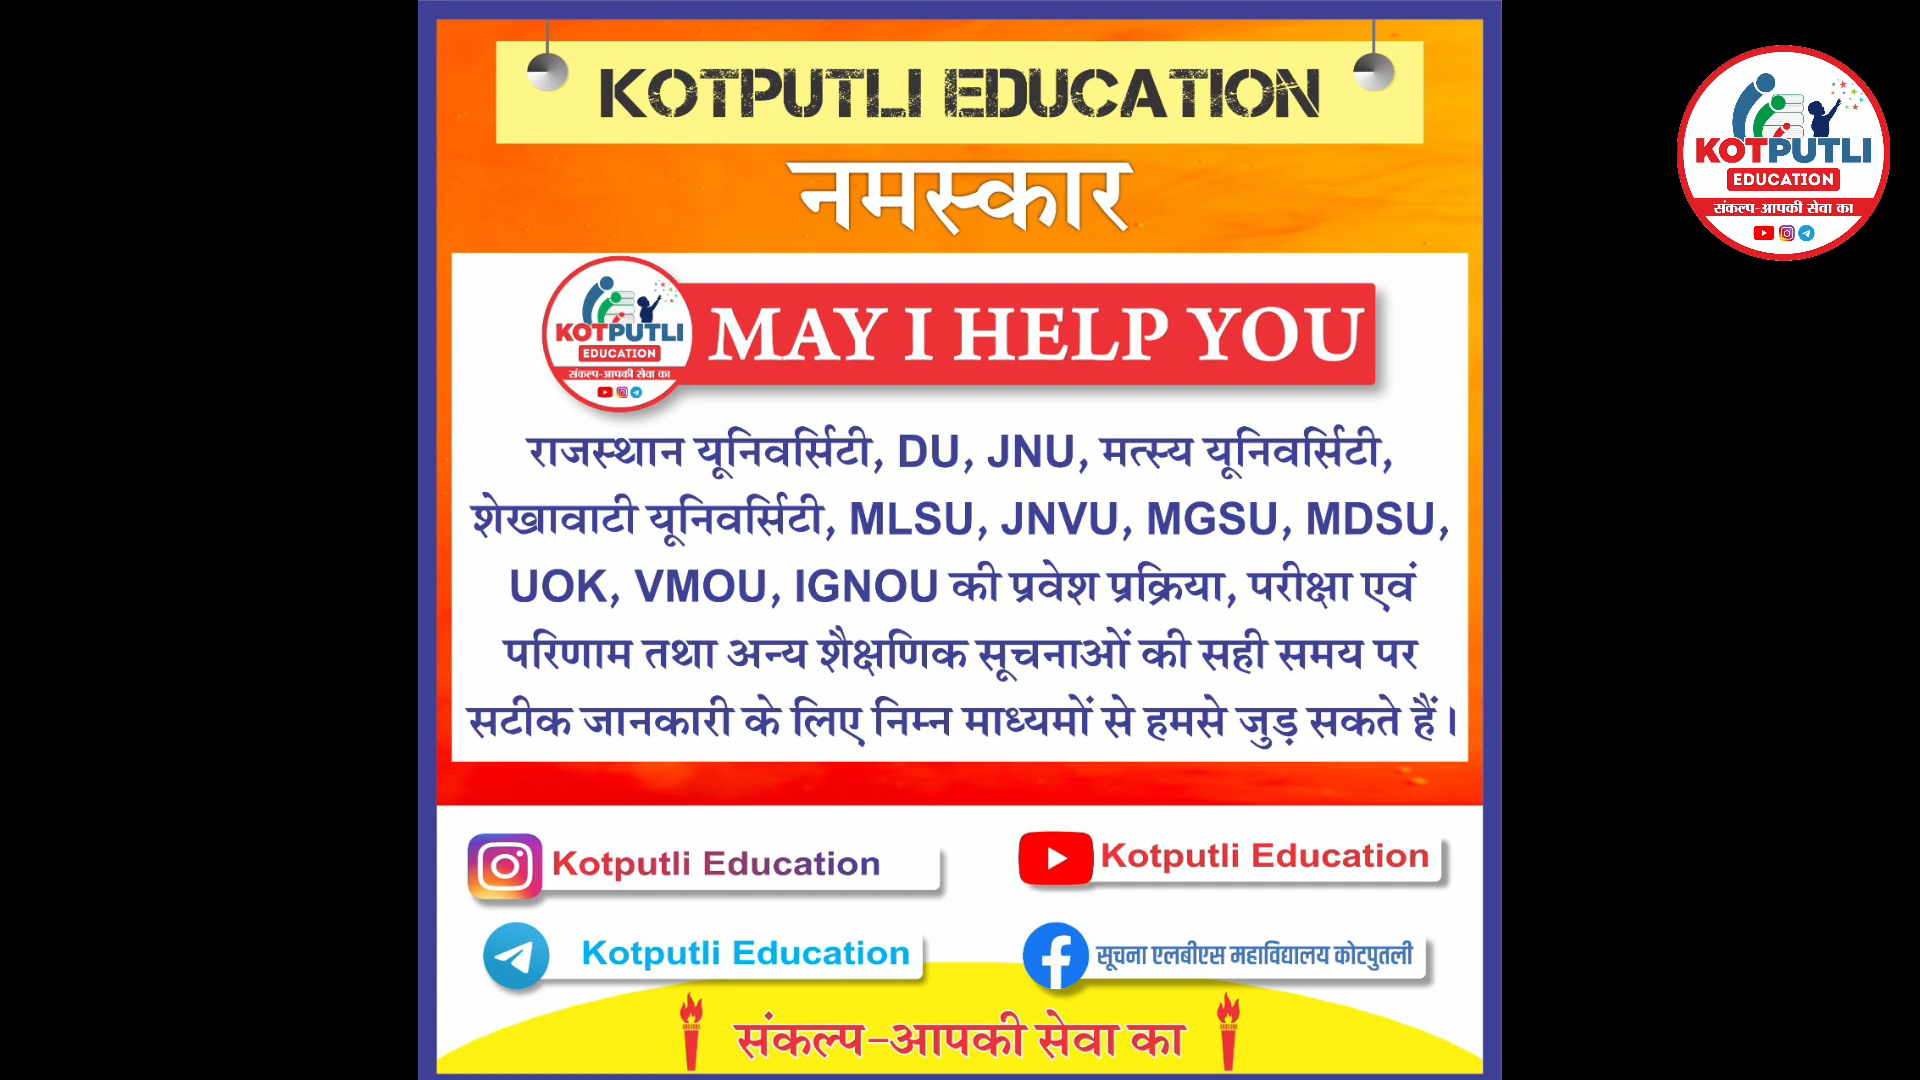 KOTPUTLI EDUCATION
नमस्कार
KOTPUTLI
EDUCATION
संकल्प-आपकी सेवा का
MAY I HELP YOU
राजस्थान यूनिवर्सिटी, DU, JNU, मत्स्य यूनिवर्सिटी,
शेखावाटी यूनिवर्सिटी, MLSU, JNVU, MGSU, MDSU,
UOK, VMOU, IGNOU की प्रवेश प्रक्रिया, परीक्षा एवं
परिणाम तथा अन्य शैक्षणिक सूचनाओं की सही समय पर
सटीक जानकारी के लिए निम्न माध्यमों से हमसे जुड़ सकते हैं।
Kotputli Education
Kotputli Education
Kotputli Education
सूचना एलबीएस महाविद्यालय कोटपुतली
संकल्प-आपकी सेवा का
KOTPUTLI
EDUCATION
संकल्प-आपकी सेवा का